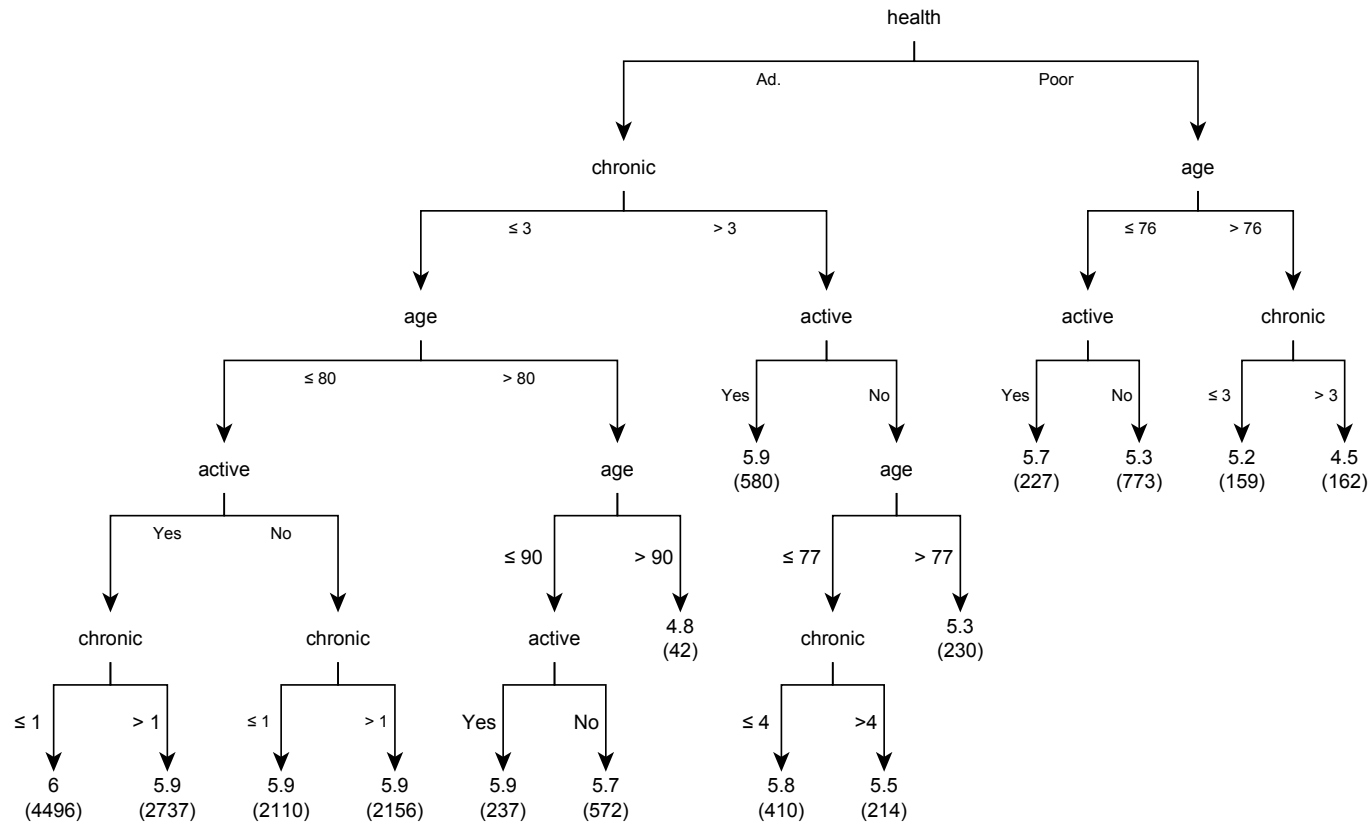 health
Ad. Poor
chronic age
≤ 3 > 3 ≤ 76 > 76
age active active chronic
≤ 80 > 80 Yes No Yes No ≤ 3 > 3
active age 5.9 age 5.7 5.3 5.2 4.5
(580) (227) (773) (159) (162)
Yes No ≤ 90 > 90 ≤ 77 > 77
chronic chronic active 4.8 chronic 5.3
(42) (230)
≤ 1 > 1 ≤ 1 > 1 Yes No ≤ 4 >4
6 5.9 5.9 5.9 5.9 5.7 5.8 5.5
(4496) (2737) (2110) (2156) (237) (572) (410) (214)